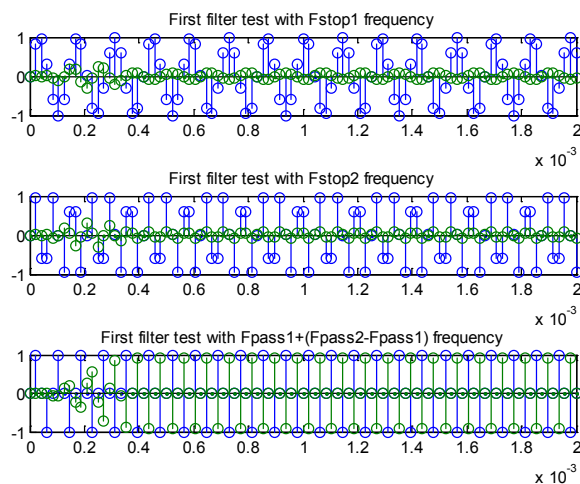 First filter test with Fstop1 frequency
1
0
-1
0 0.2 0.4 0.6 0.8 1 1.2 1.4 1.6 1.8 2
x 10^-3
First filter test with Fstop2 frequency
1
0
-1
0 0.2 0.4 0.6 0.8 1 1.2 1.4 1.6 1.8 2
x 10^-3
First filter test with Fpass1+(Fpass2-Fpass1) frequency
1
0
-1
0 0.2 0.4 0.6 0.8 1 1.2 1.4 1.6 1.8 2
x 10^-3